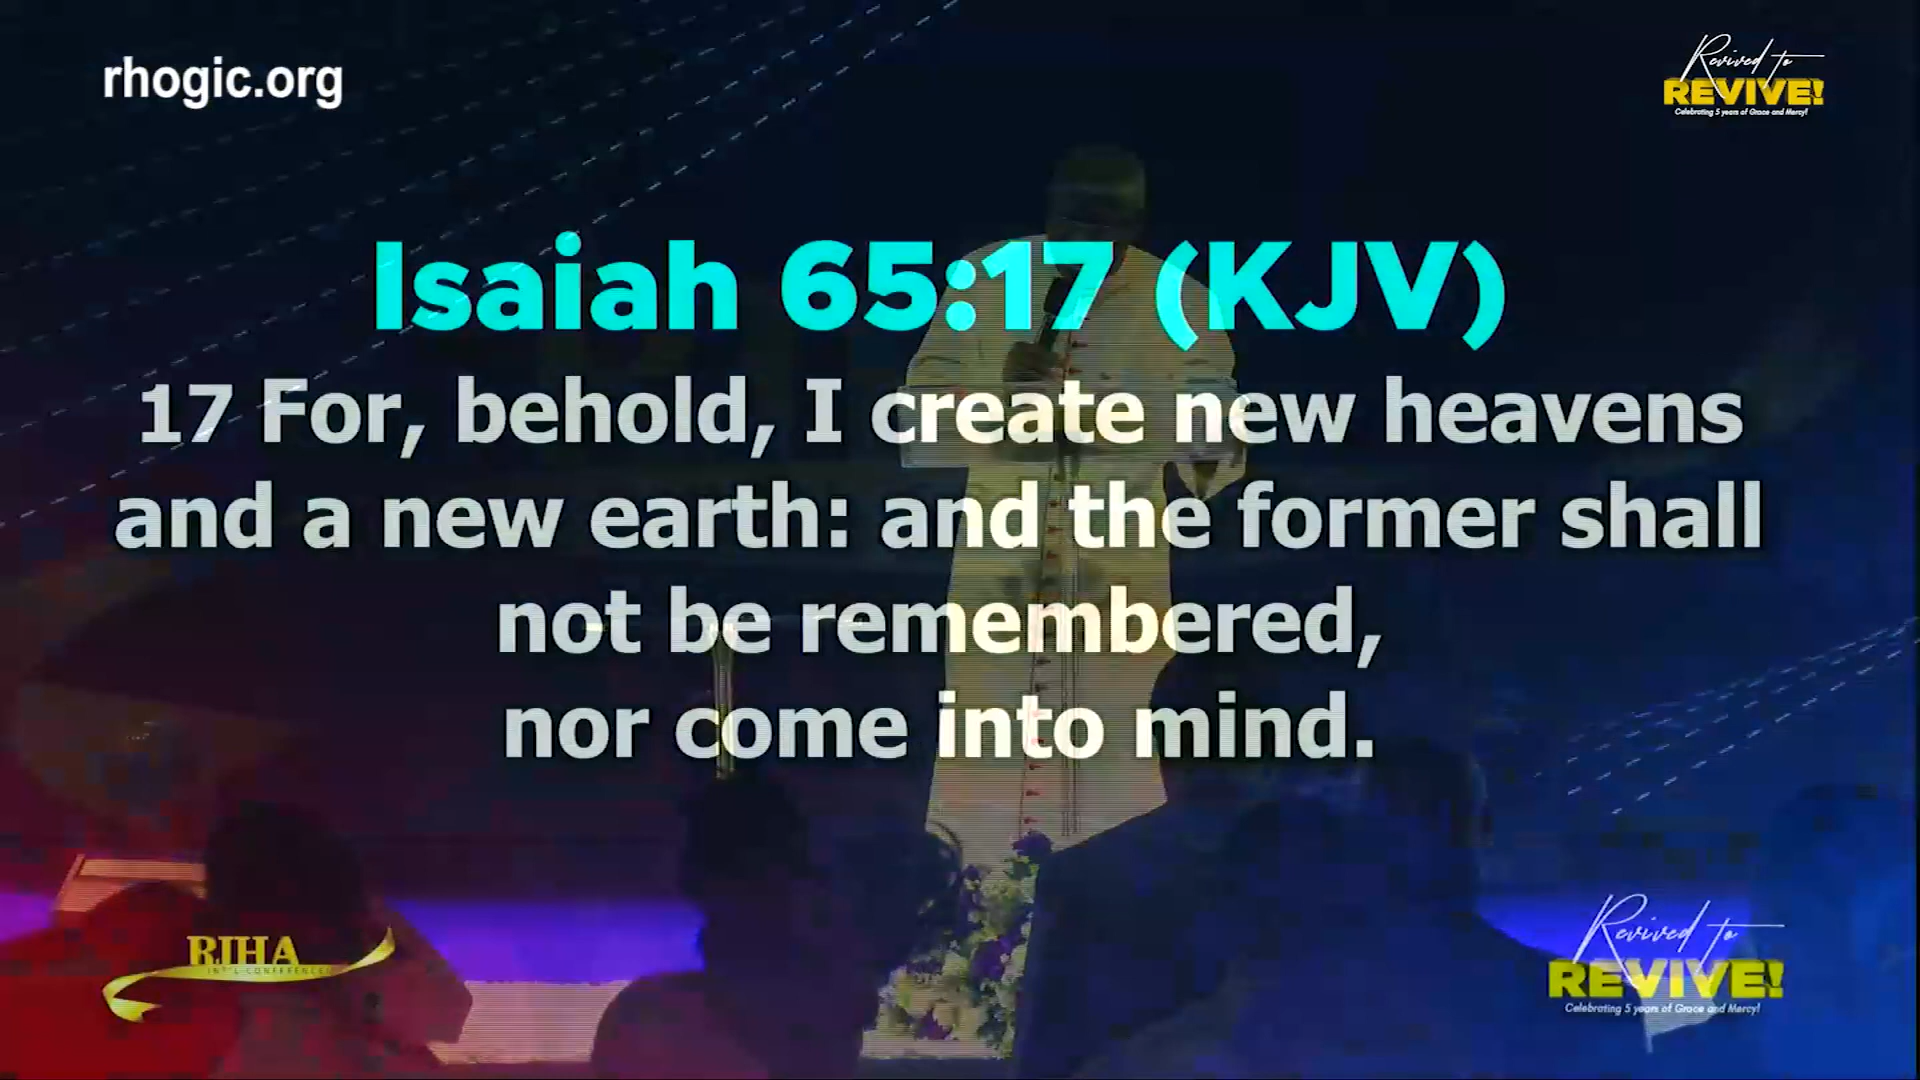 rhogic.org
Revived to
REVIVE!
Celebrating 5 years of Grace and Mercy!
Isaiah 65:17 (KJV)
17 For, behold, I create new heavens
and a new earth: and the former shall
not be remembered,
nor come into mind.
RIHA
INT'L CONFERENCE
Revived to
REVIVE!
Celebrating 5 years of Grace and Mercy!